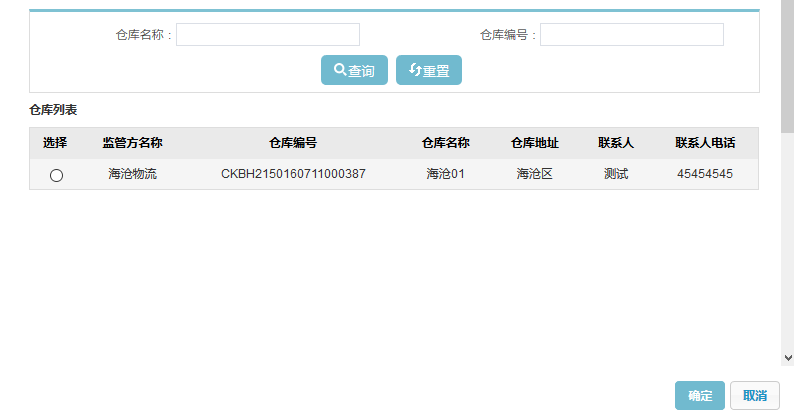 仓库名称： 仓库编号：
查询 重置
仓库列表
选择 监管方名称 仓库编号 仓库名称 仓库地址 联系人 联系人电话
海沧物流 CKBH2150160711000387 海沧01 海沧区 测试 45454545
确定 取消